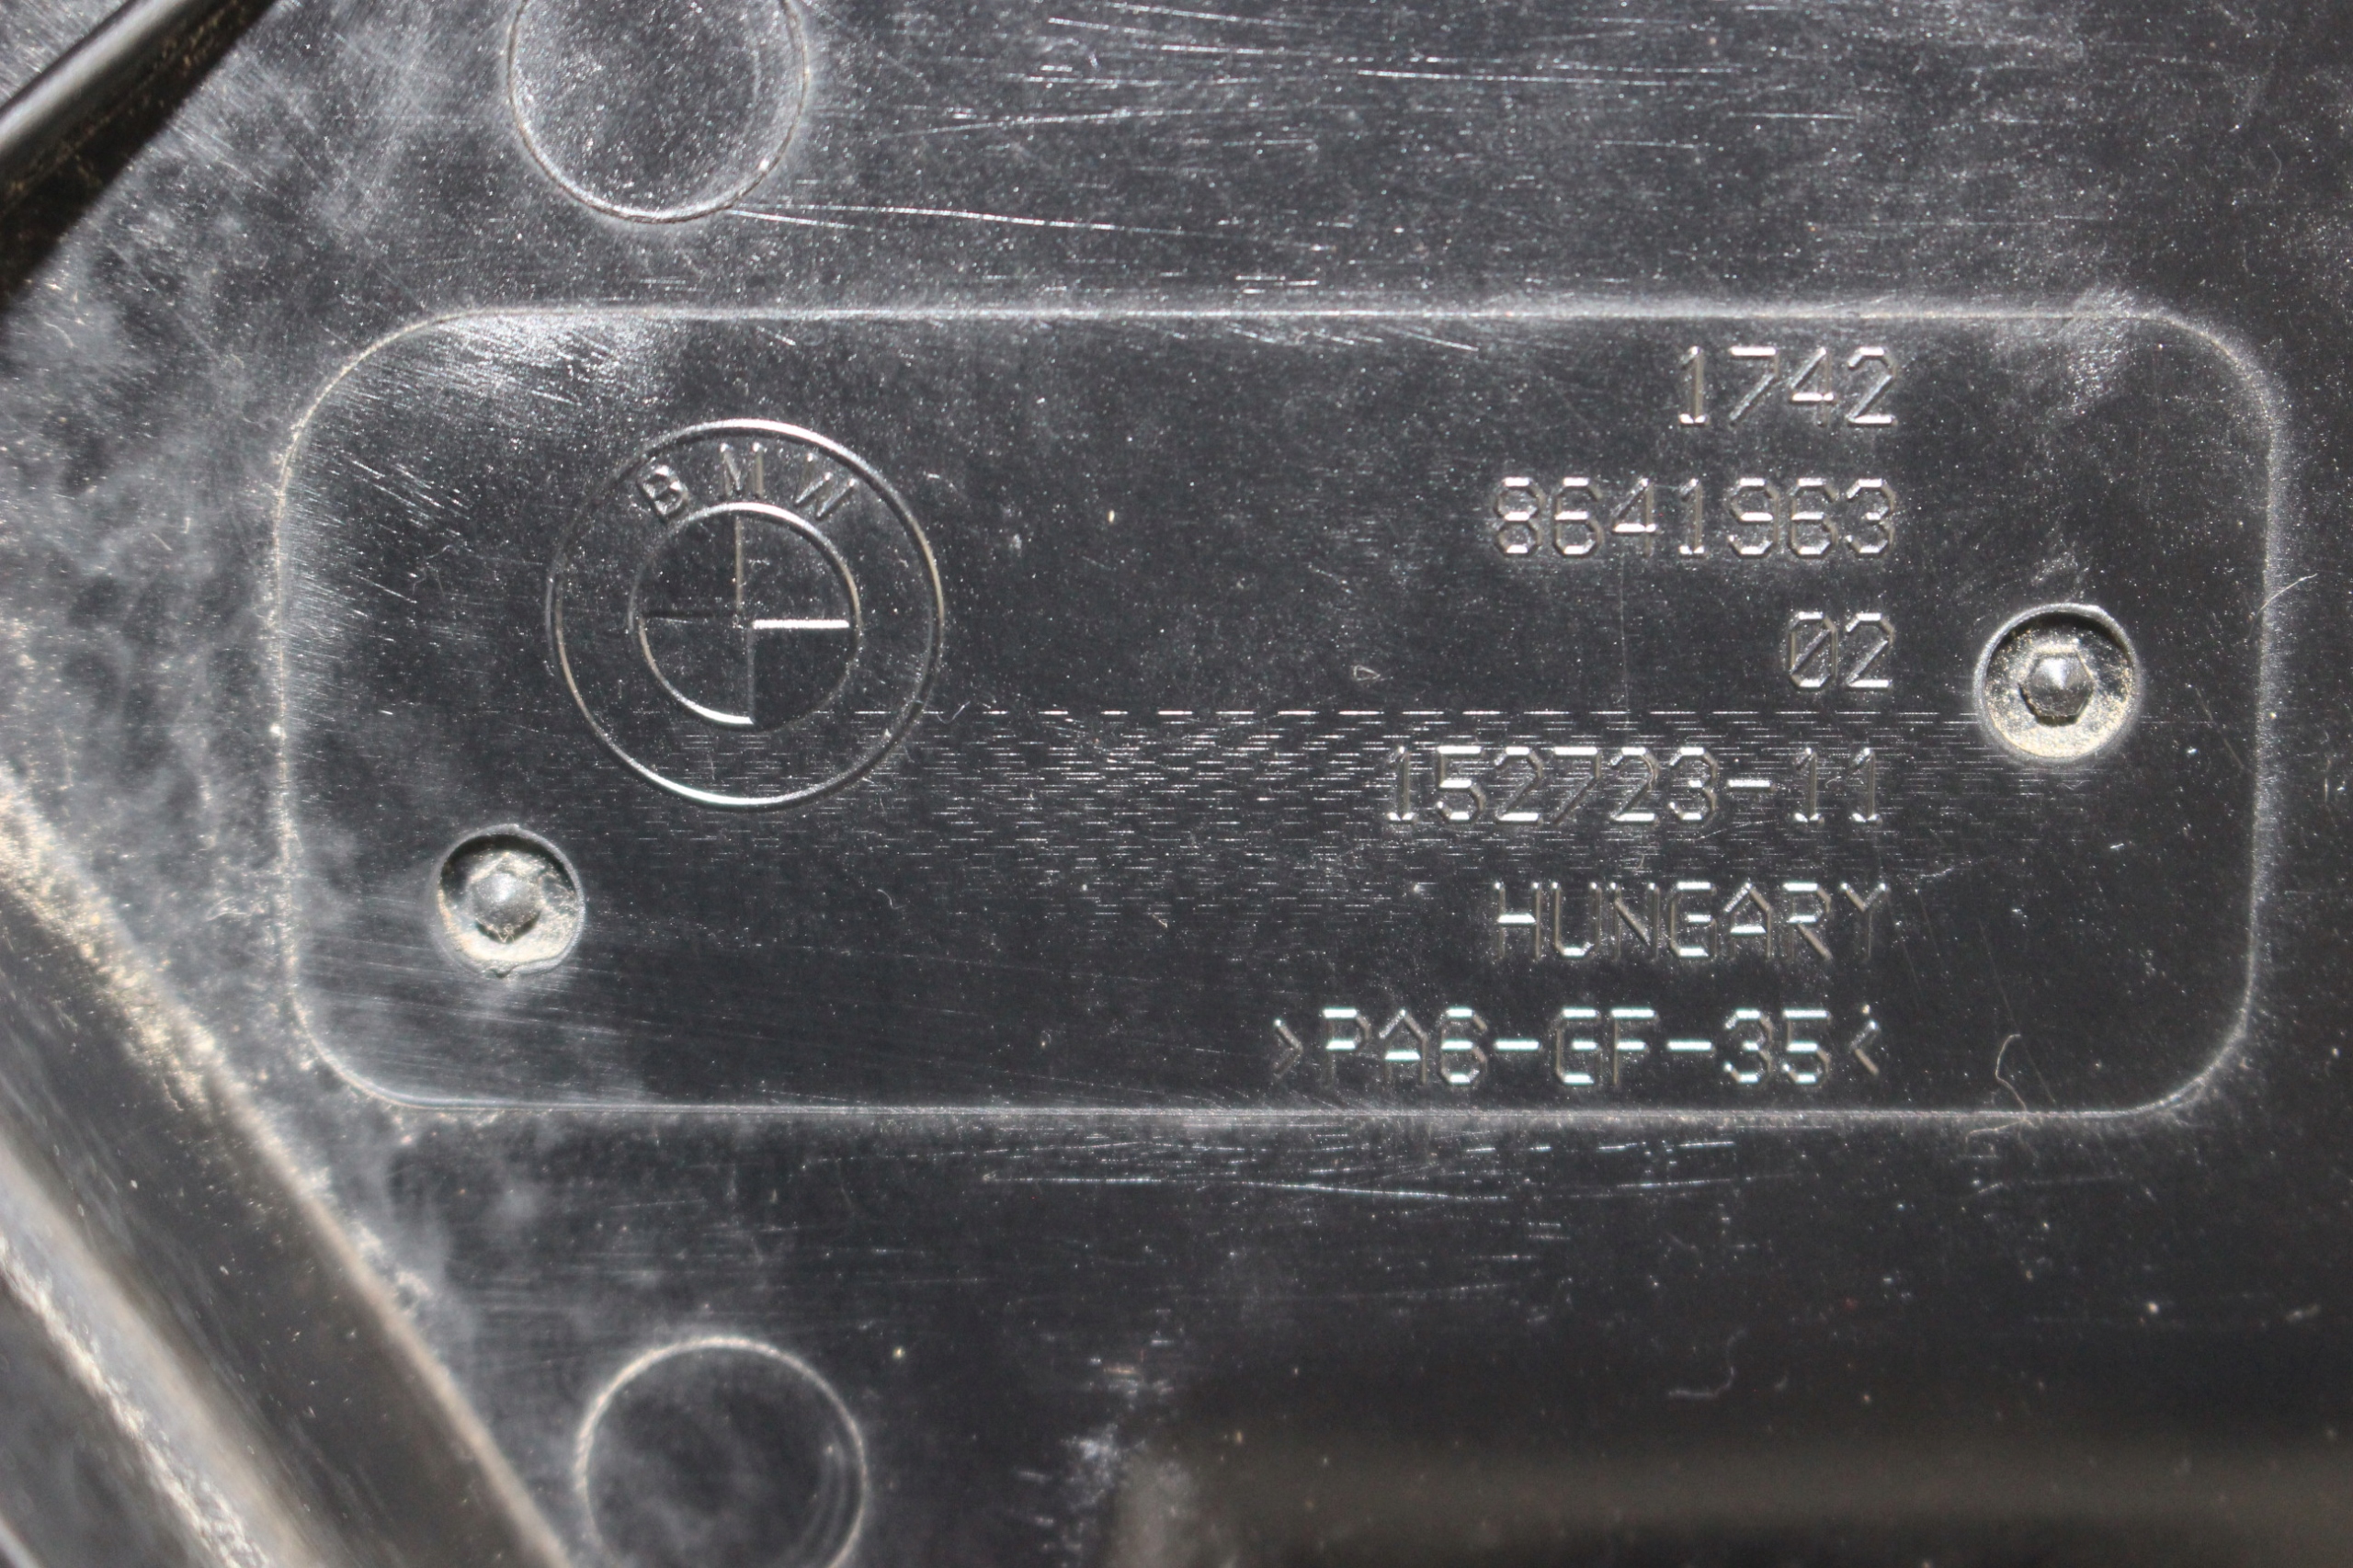 BMW
1742
8641963
02
152723-11
HUNGARY
>PA6-GF-35<